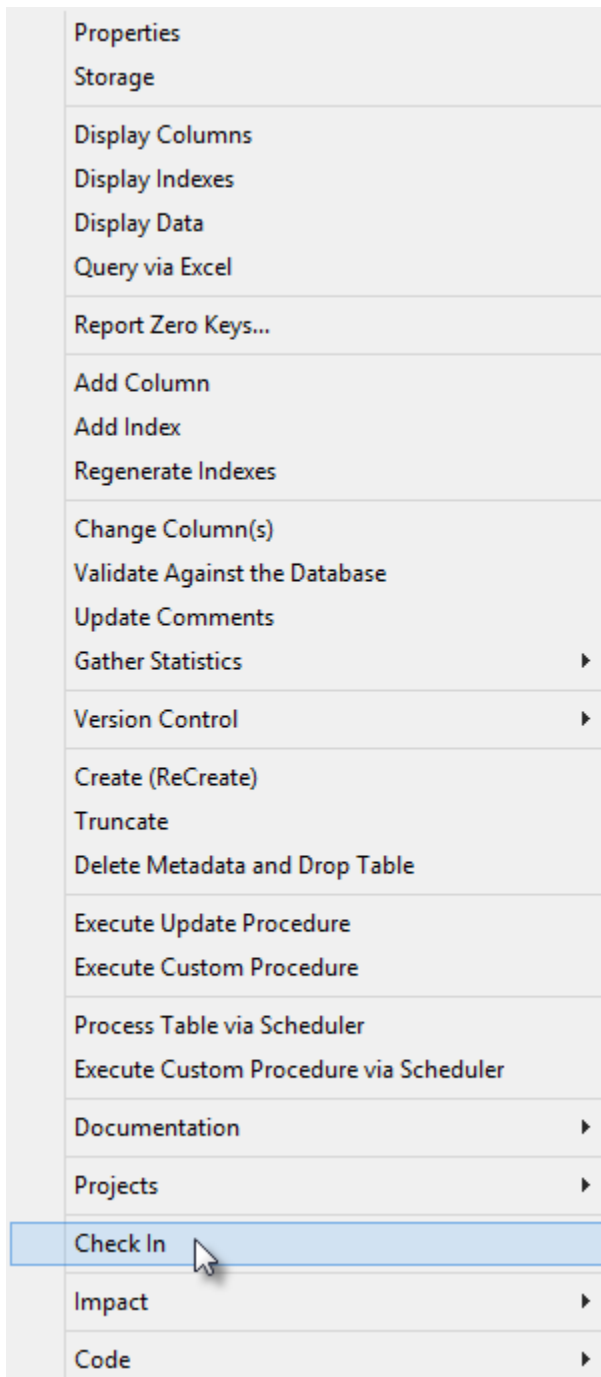 Properties
Storage
Display Columns
Display Indexes
Display Data
Query via Excel
Report Zero Keys...
Add Column
Add Index
Regenerate Indexes
Change Column(s)
Validate Against the Database
Update Comments
Gather Statistics
Version Control
Create (ReCreate)
Truncate
Delete Metadata and Drop Table
Execute Update Procedure
Execute Custom Procedure
Process Table via Scheduler
Execute Custom Procedure via Scheduler
Documentation
Projects
Check In
Impact
Code